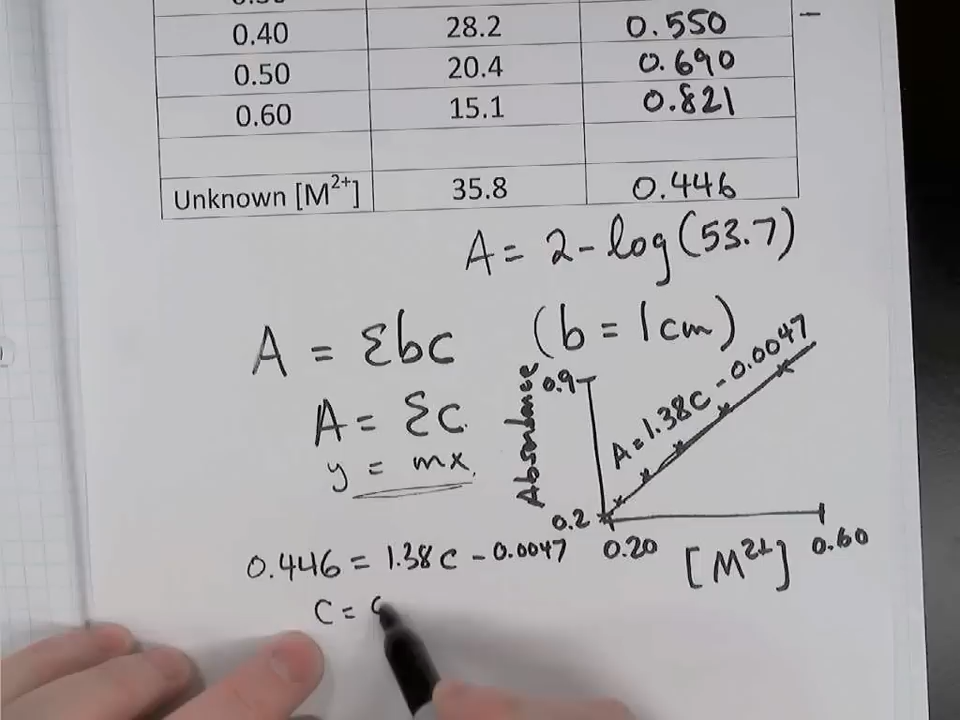 0.40 28.2 0.550
0.50 20.4 0.690
0.60 15.1 0.821
Unknown [M²⁺] 35.8 0.446
A = 2 - log(53.7)
A = Ɛbc (b = 1cm)
A = Ɛc
y = mx
Absorbance
0.9
0.2
A = 1.38C - 0.0047
0.20
[M²⁺]
0.60
0.446 = 1.38C - 0.0047
C =